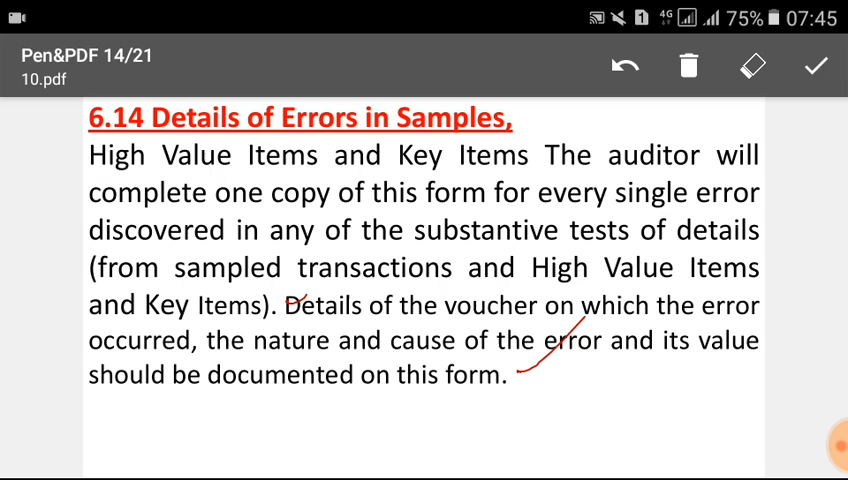 4G 1 75% 07:45
Pen&PDF 14/21
10.pdf
6.14 Details of Errors in Samples,
High Value Items and Key Items The auditor will
complete one copy of this form for every single error
discovered in any of the substantive tests of details
(from sampled transactions and High Value Items
and Key Items). Details of the voucher on which the error
occurred, the nature and cause of the error and its value
should be documented on this form.